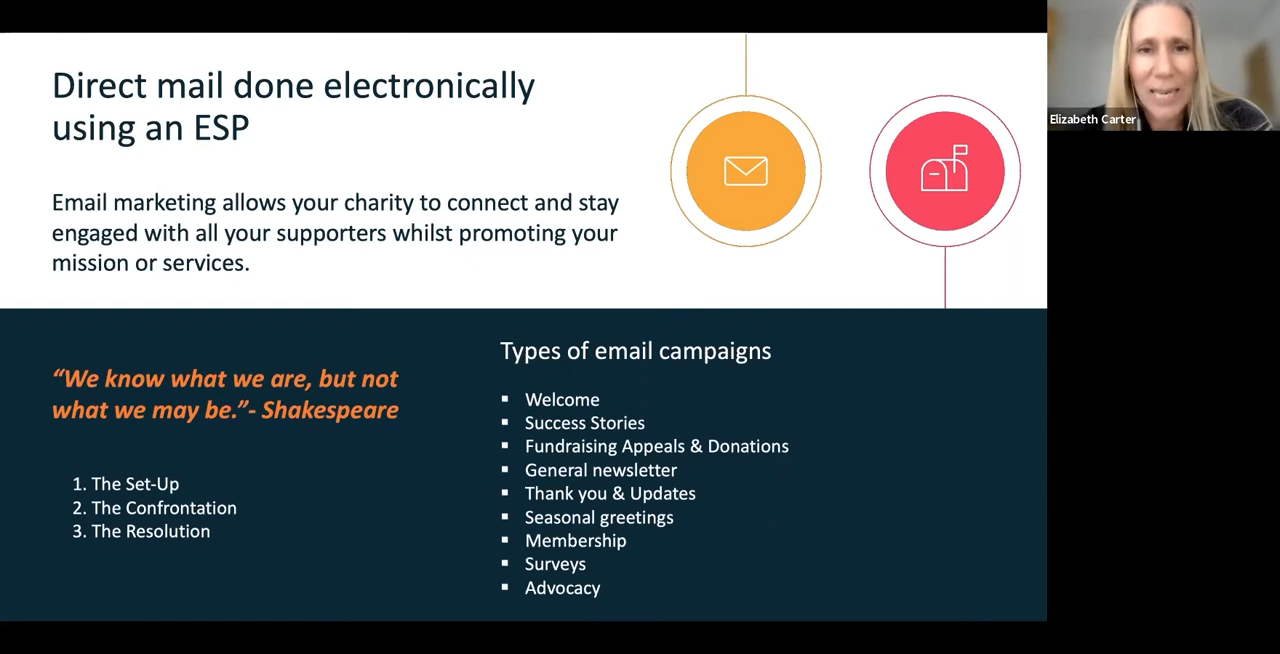 Direct mail done electronically
using an ESP
Email marketing allows your charity to connect and stay
engaged with all your supporters whilst promoting your
mission or services.
“We know what we are, but not
what we may be.”- Shakespeare
1. The Set-Up
2. The Confrontation
3. The Resolution
Types of email campaigns
▪ Welcome
▪ Success Stories
▪ Fundraising Appeals & Donations
▪ General newsletter
▪ Thank you & Updates
▪ Seasonal greetings
▪ Membership
▪ Surveys
▪ Advocacy
Elizabeth Carter